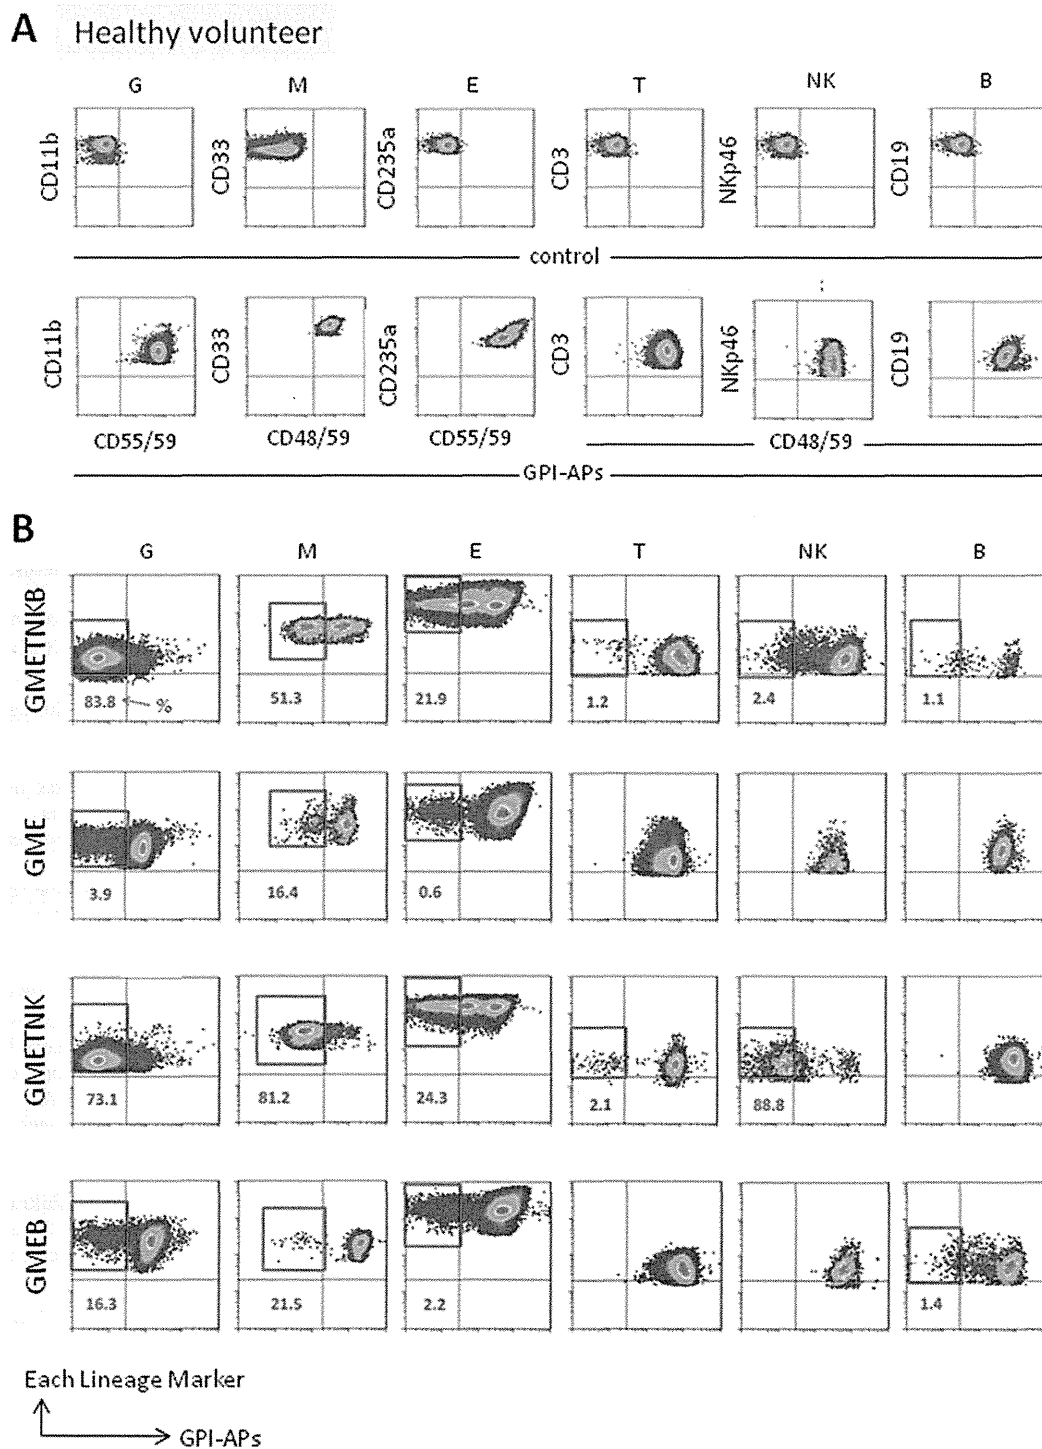 A Healthy volunteer
G M E T NK B
CD11b CD33 CD235a CD3 NKp46 CD19
control
CD11b CD33 CD235a CD3 NKp46 CD19
CD55/59 CD48/59 CD55/59 CD48/59
GPI-APs
B
G M E T NK B
GMETNKB
83.8 % 51.3 21.9 1.2 2.4 1.1
GME
3.9 16.4 0.6
GMETNK
73.1 81.2 24.3 2.1 88.8
GMEB
16.3 21.5 2.2 1.4
Each Lineage Marker
GPI-APs